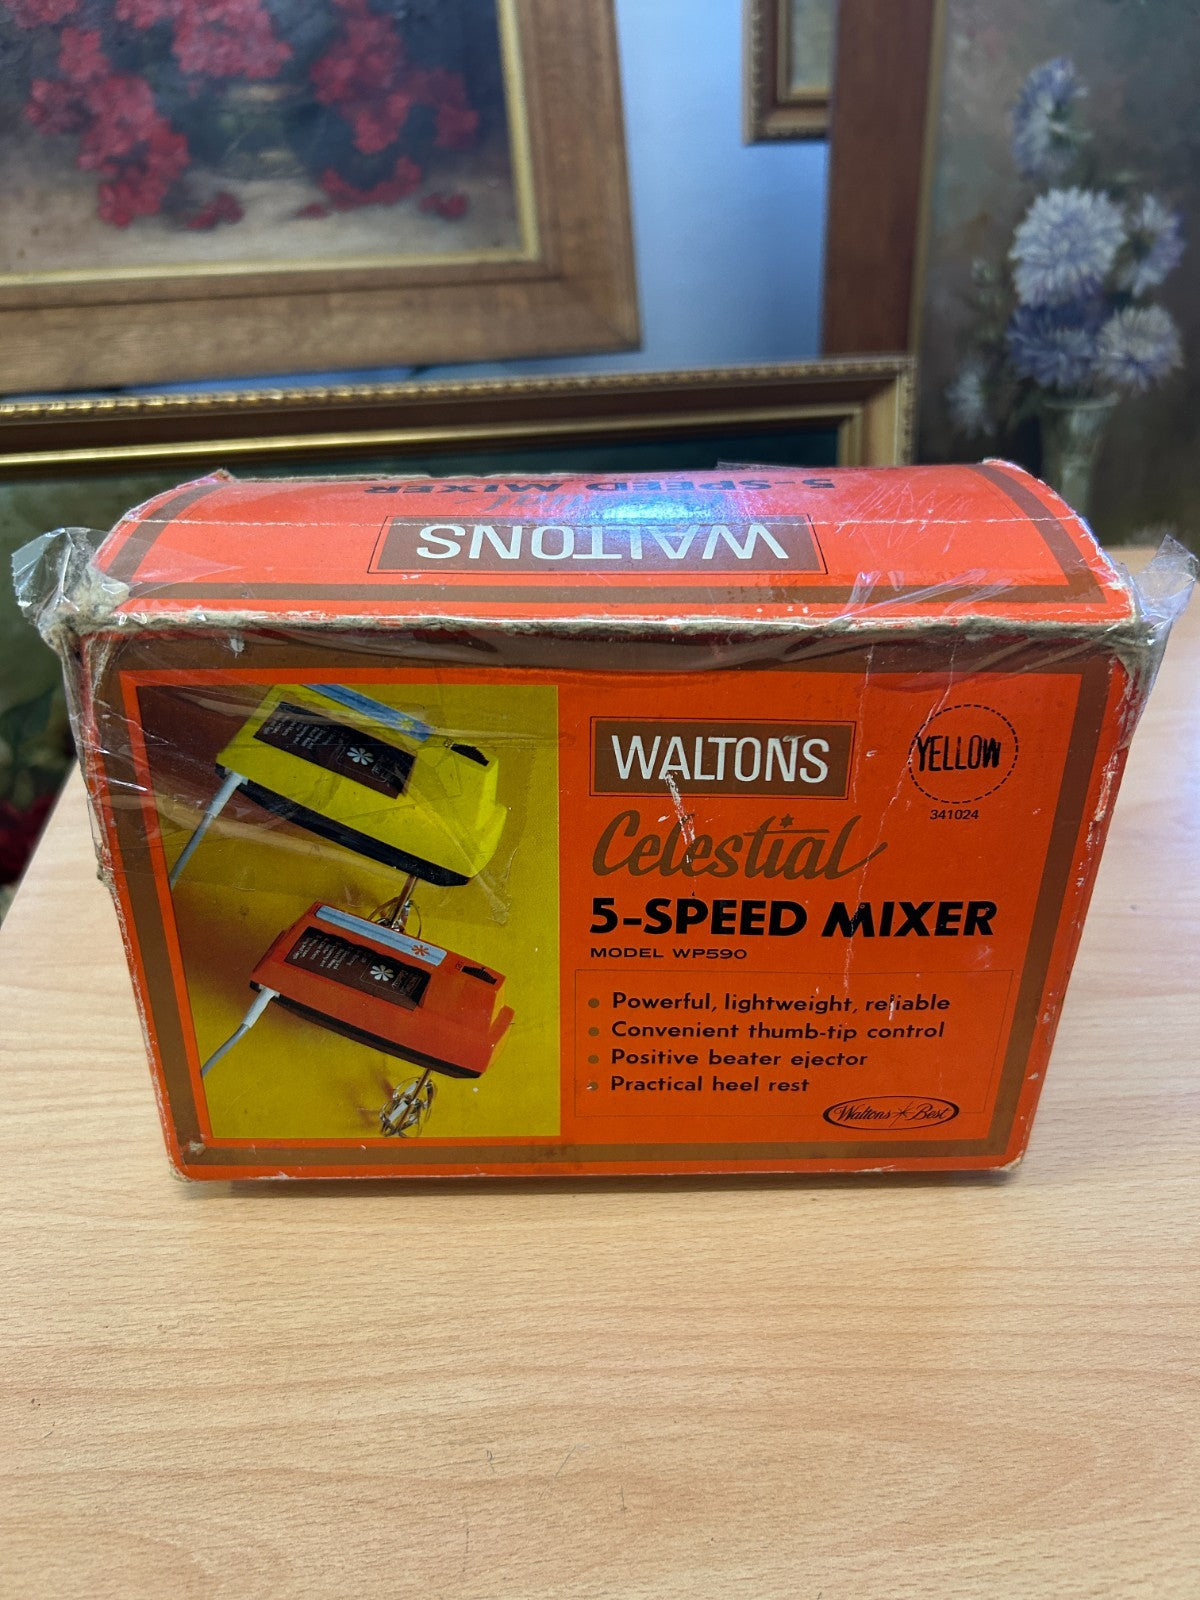 5-SPEED MIXER
WALTONS
WALTONS
YELLOW
341024
Celestial
5-SPEED MIXER
MODEL WP590
• Powerful, lightweight, reliable
• Convenient thumb-tip control
• Positive beater ejector
• Practical heel rest
Waltons Best